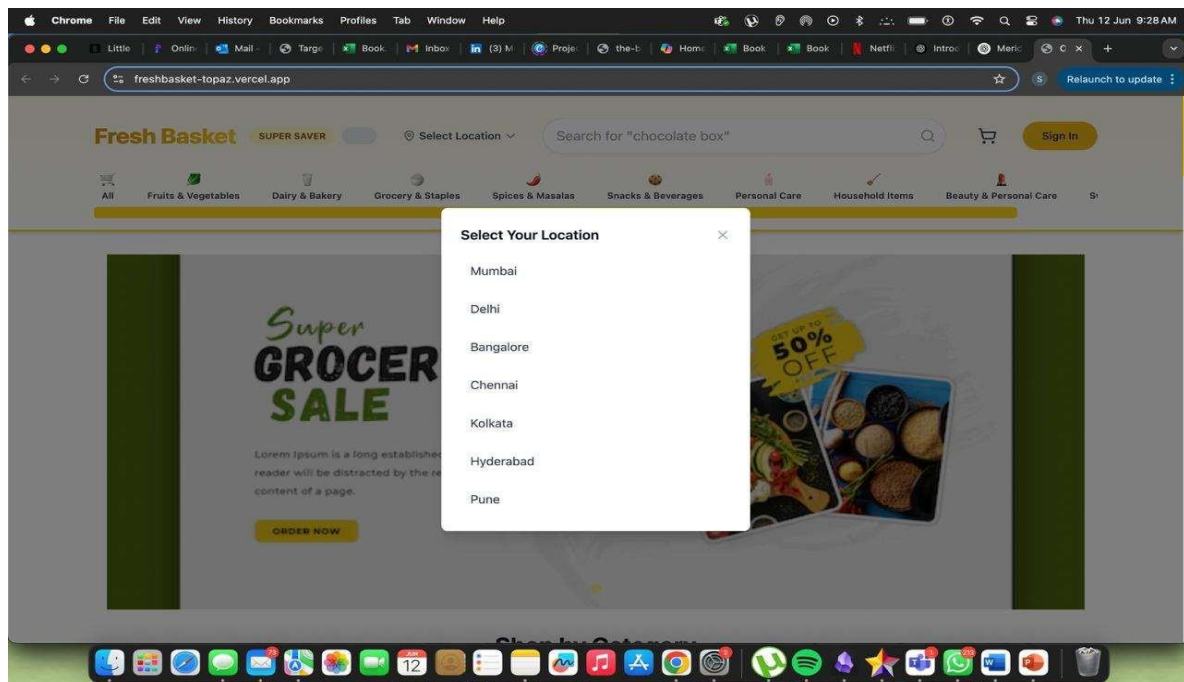 Chrome File Edit View History Bookmarks Profiles Tab Window Help Thu 12 Jun 9:28 AM
Little Onlin Mail - Targe Book Inbox (3) M Projec the-b Home Book Book Netfli Introd Meric C
freshbasket-topaz.vercel.app S Relaunch to update
Fresh Basket SUPER SAVER Select Location Search for "chocolate box" Sign In
All Fruits & Vegetables Dairy & Bakery Grocery & Staples Spices & Masalas Snacks & Beverages Personal Care Household Items Beauty & Personal Care
Select Your Location
Mumbai
Delhi
Bangalore
Chennai
Kolkata
Hyderabad
Pune
Super
GROCER
SALE
Lorem Ipsum is a long established
reader will be distracted by the re
content of a page.
ORDER NOW
GET UP TO
50%
OFF
Shop by Category
JUN
12